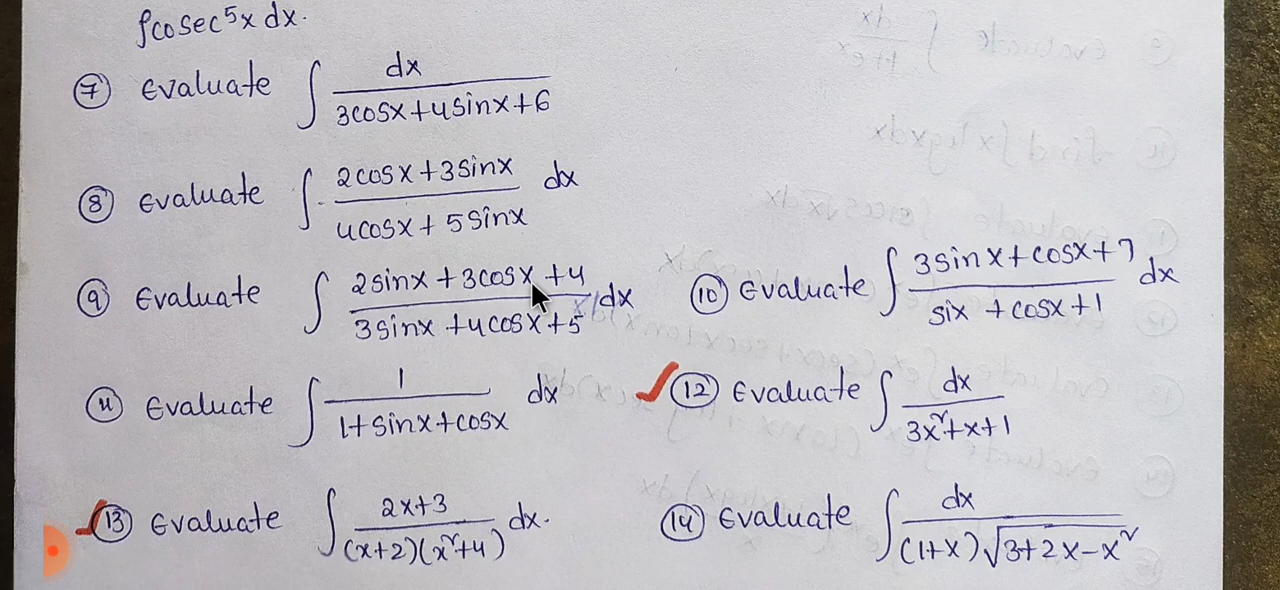 ∫cosec⁵x dx.
⑦ Evaluate ∫ dx / (3cosx+4sinx+6)
⑧ Evaluate ∫ (2cosx+3sinx) / (4cosx+5sinx) dx
⑨ Evaluate ∫ (2sinx+3cosx+4) / (3sinx+4cosx+5) dx
⑩ Evaluate ∫ (3sinx+cosx+7) / (six+cosx+1) dx
⑪ Evaluate ∫ 1 / (1+sinx+cosx) dx
⑫ Evaluate ∫ dx / (3x²+x+1)
⑬ Evaluate ∫ (2x+3) / ((x+2)(x²+4)) dx.
⑭ Evaluate ∫ dx / ((1+x)√(3+2x-x²))